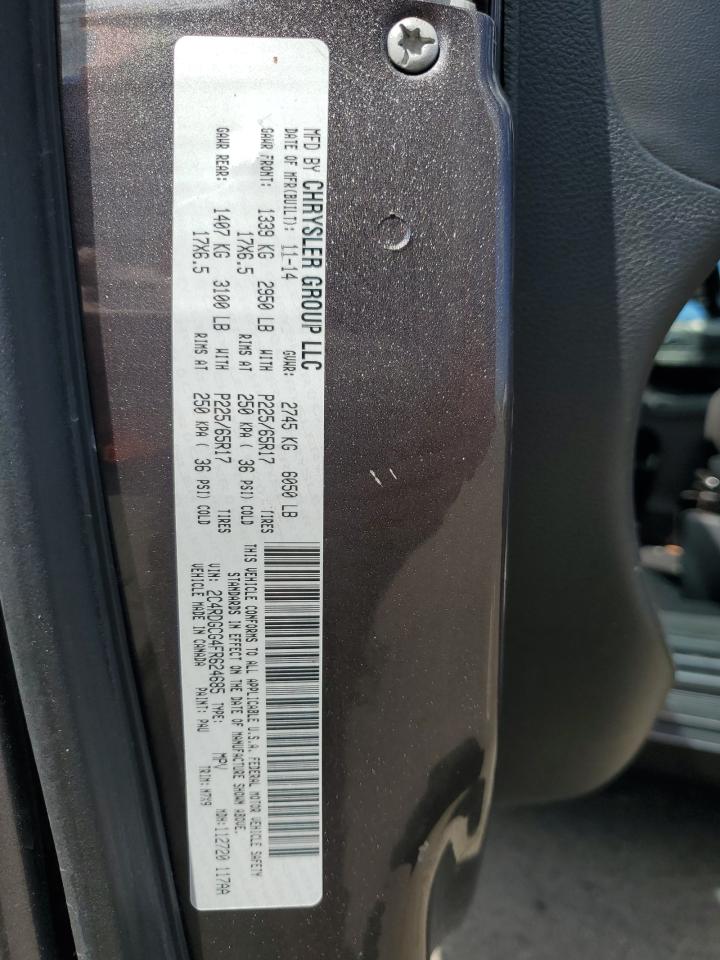 MFD BY CHRYSLER GROUP LLC
DATE OF MFR(BUILT): 11-14 GVWR: 2745 KG 6050 LB
GAWR FRONT: 1339 KG 2950 LB WITH P225/65R17 TIRES
17X6.5 RIMS AT 250 KPA ( 36 PSI) COLD
GAWR REAR: 1407 KG 3100 LB WITH P225/65R17 TIRES
17X6.5 RIMS AT 250 KPA ( 36 PSI) COLD
THIS VEHICLE CONFORMS TO ALL APPLICABLE U.S.A. FEDERAL MOTOR VEHICLE SAFETY
STANDARDS IN EFFECT ON THE DATE OF MANUFACTURE SHOWN ABOVE.
VIN: 2C4RDGCG4FR624685 TYPE: MPV MDH:112720 117AA
VEHICLE MADE IN CANADA PAINT: PAU TRIM: